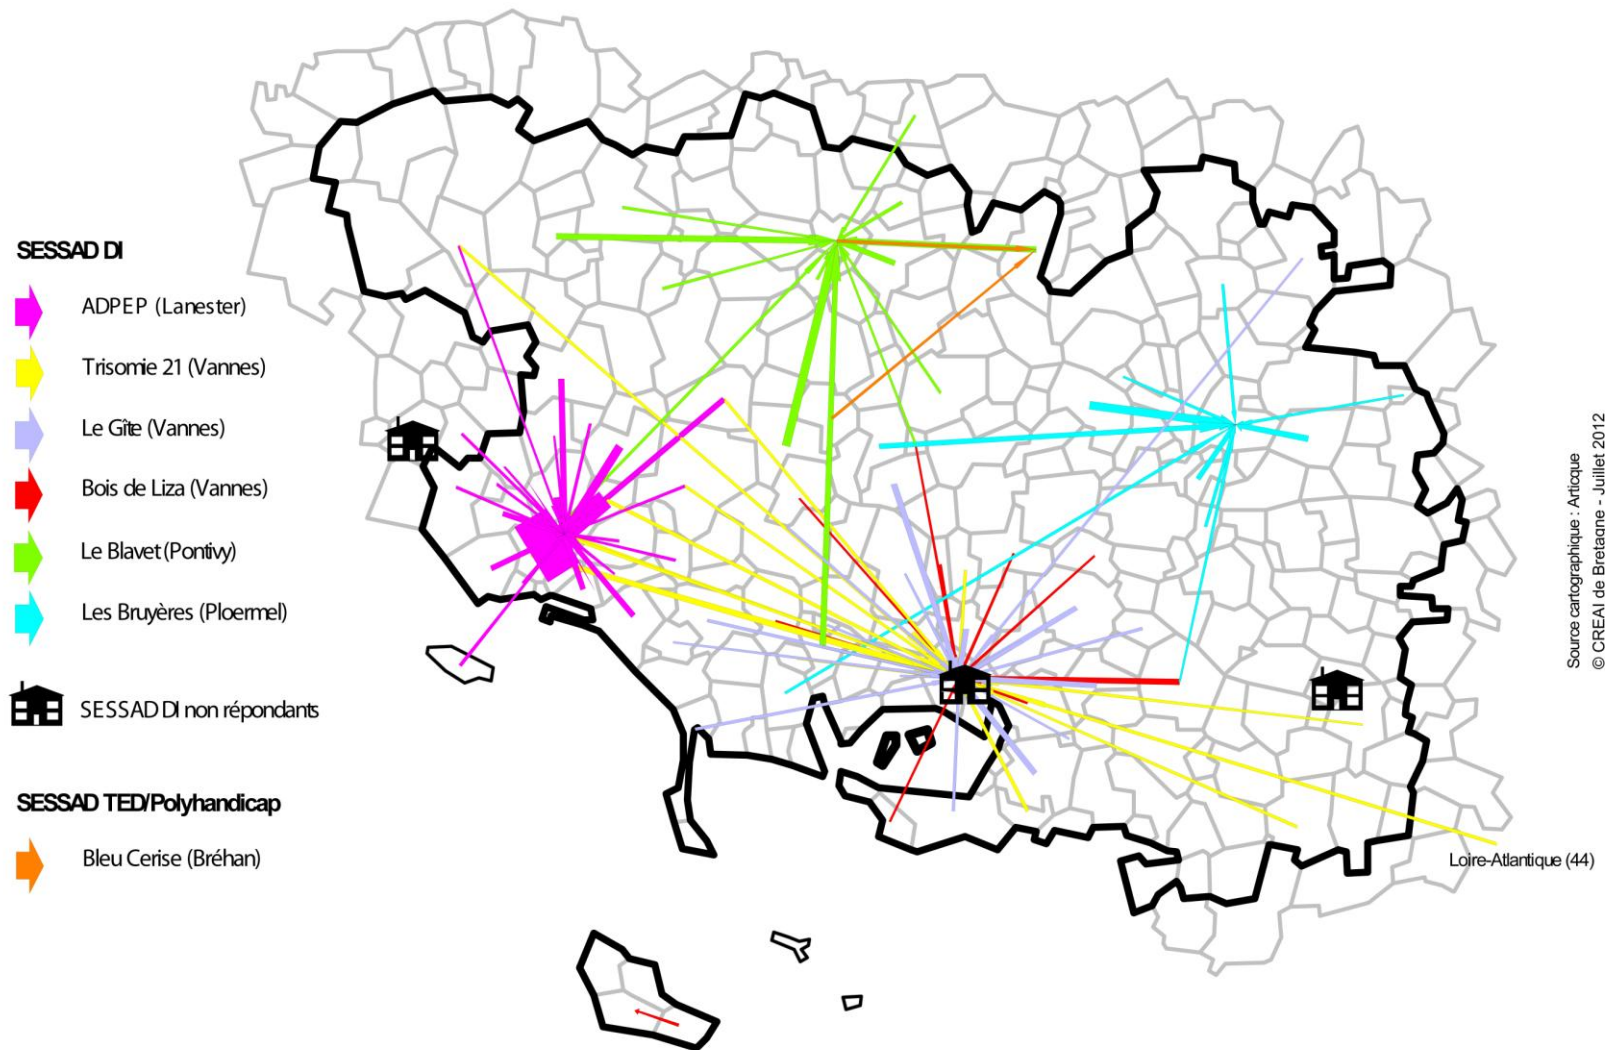 SESSAD DI
ADPEP (Lanester)
Trisomie 21 (Vannes)
Le Gîte (Vannes)
Bois de Liza (Vannes)
Le Blavet (Pontivy)
Les Bruyères (Ploermel)
SESSAD DI non répondants
SESSAD TED/Polyhandicap
Bleu Cerise (Bréhan)
Loire-Atlantique (44)
Source cartographique : Articque
© CREAI de Bretagne - Juillet 2012